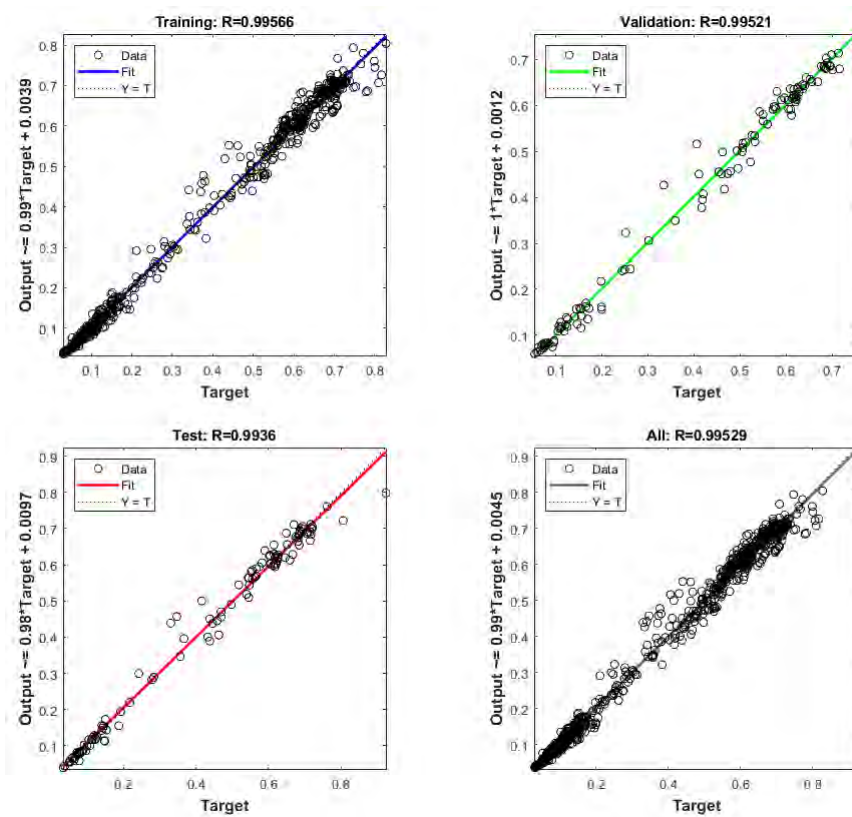 Training: R=0.99566
Output ~= 0.99*Target + 0.0039
0.8
0.7
0.6
0.5
0.4
0.3
0.2
0.1
Data
Fit
Y = T
0.1 0.2 0.3 0.4 0.5 0.6 0.7 0.8
Target
Validation: R=0.99521
Output ~= 1*Target + 0.0012
0.7
0.6
0.5
0.4
0.3
0.2
0.1
Data
Fit
Y = T
0.1 0.2 0.3 0.4 0.5 0.6 0.7
Target
Test: R=0.9936
Output ~= 0.98*Target + 0.0097
0.9
0.8
0.7
0.6
0.5
0.4
0.3
0.2
0.1
Data
Fit
Y = T
0.2 0.4 0.6 0.8
Target
All: R=0.99529
Output ~= 0.99*Target + 0.0045
0.9
0.8
0.7
0.6
0.5
0.4
0.3
0.2
0.1
Data
Fit
Y = T
0.2 0.4 0.6 0.8
Target